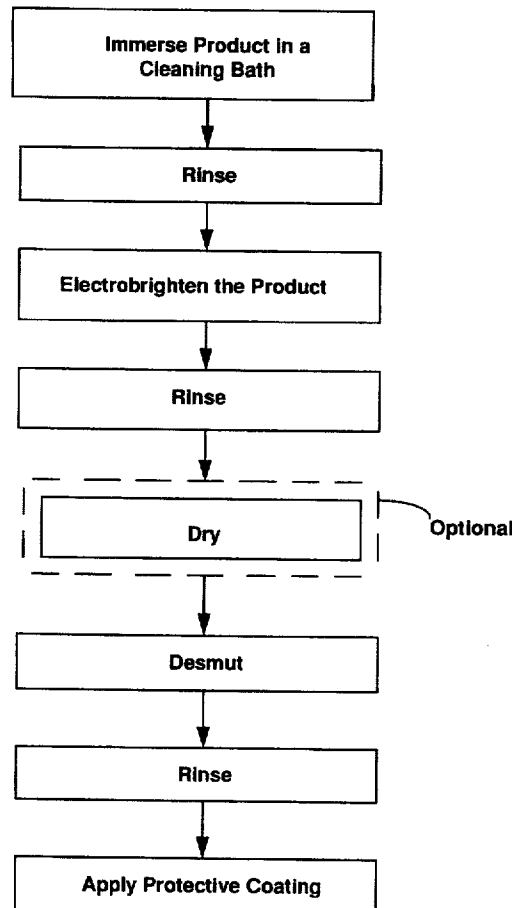 Immerse Product in a
Cleaning Bath
Rinse
Electrobrighten the Product
Rinse
Dry
Optional
Desmut
Rinse
Apply Protective Coating